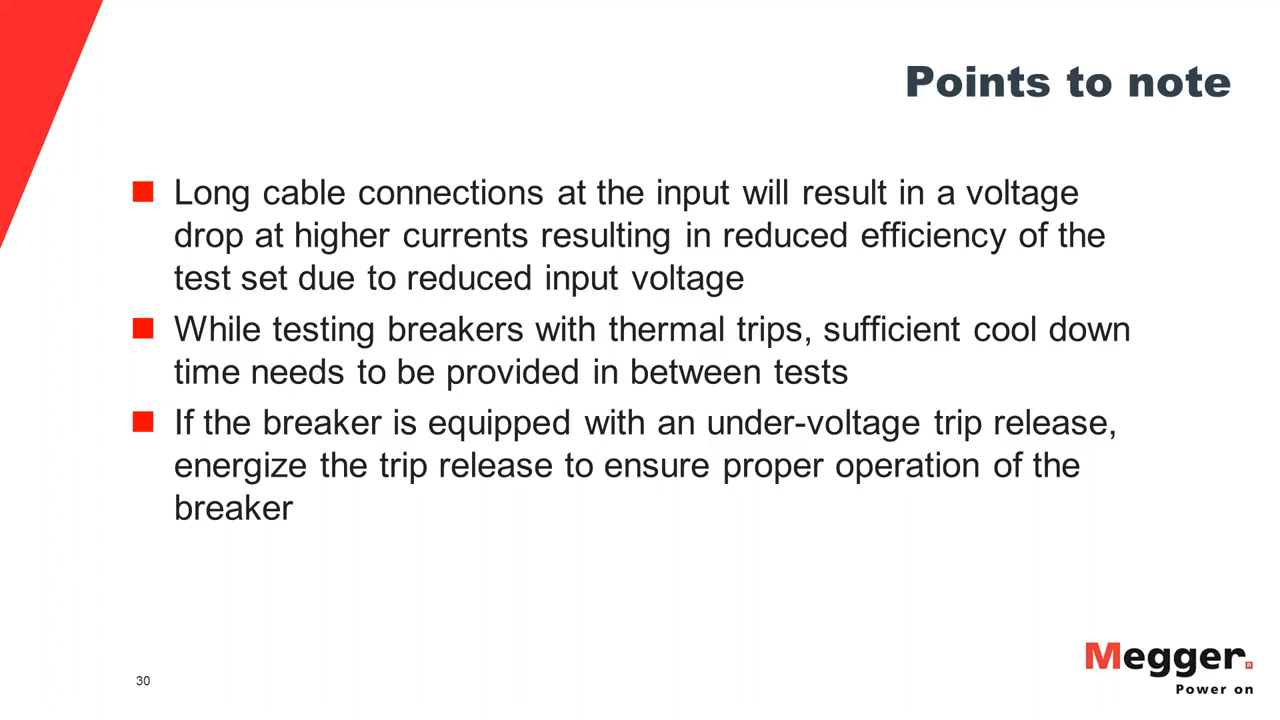 Points to note
Long cable connections at the input will result in a voltage
drop at higher currents resulting in reduced efficiency of the
test set due to reduced input voltage
While testing breakers with thermal trips, sufficient cool down
time needs to be provided in between tests
If the breaker is equipped with an under-voltage trip release,
energize the trip release to ensure proper operation of the
breaker
30
Megger
Power on